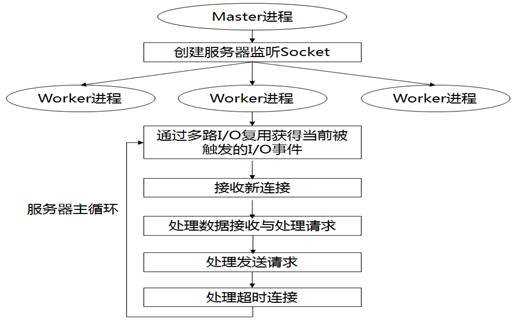 Master进程
创建服务器监听Socket
Worker进程
Worker进程
Worker进程
通过多路I/O复用获得当前被
触发的I/O事件
接收新连接
服务器主循环
处理数据接收与处理请求
处理发送请求
处理超时连接